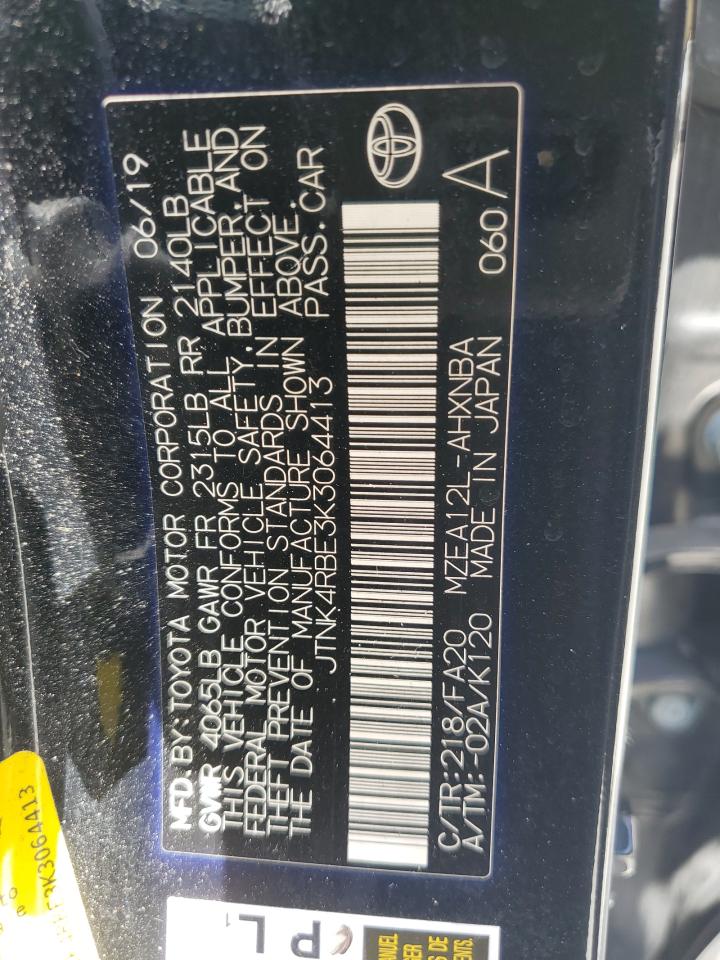 MFD. BY: TOYOTA MOTOR CORPORATION 06/19
GVWR 4065LB GAWR FR 2315LB RR 2140LB
THIS VEHICLE CONFORMS TO ALL APPLICABLE
FEDERAL MOTOR VEHICLE SAFETY, BUMPER, AND
THEFT PREVENTION STANDARDS IN EFFECT ON
THE DATE OF MANUFACTURE SHOWN ABOVE.
JTNK4RBE3K3064413 PASS. CAR
C/TR:218/FA20 MZEA12L-AHXNBA
A/TM:-02A/K120 MADE IN JAPAN
060 A
3K3064413
P L1